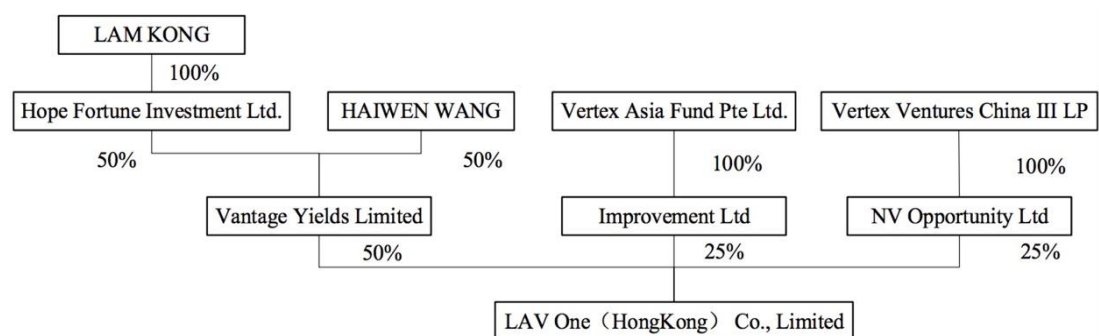 LAM KONG
100%
Hope Fortune Investment Ltd.
HAIWEN WANG
Vertex Asia Fund Pte Ltd.
Vertex Ventures China III LP
50%
50%
100%
100%
Vantage Yields Limited
Improvement Ltd
NV Opportunity Ltd
50%
25%
25%
LAV One（HongKong） Co., Limited